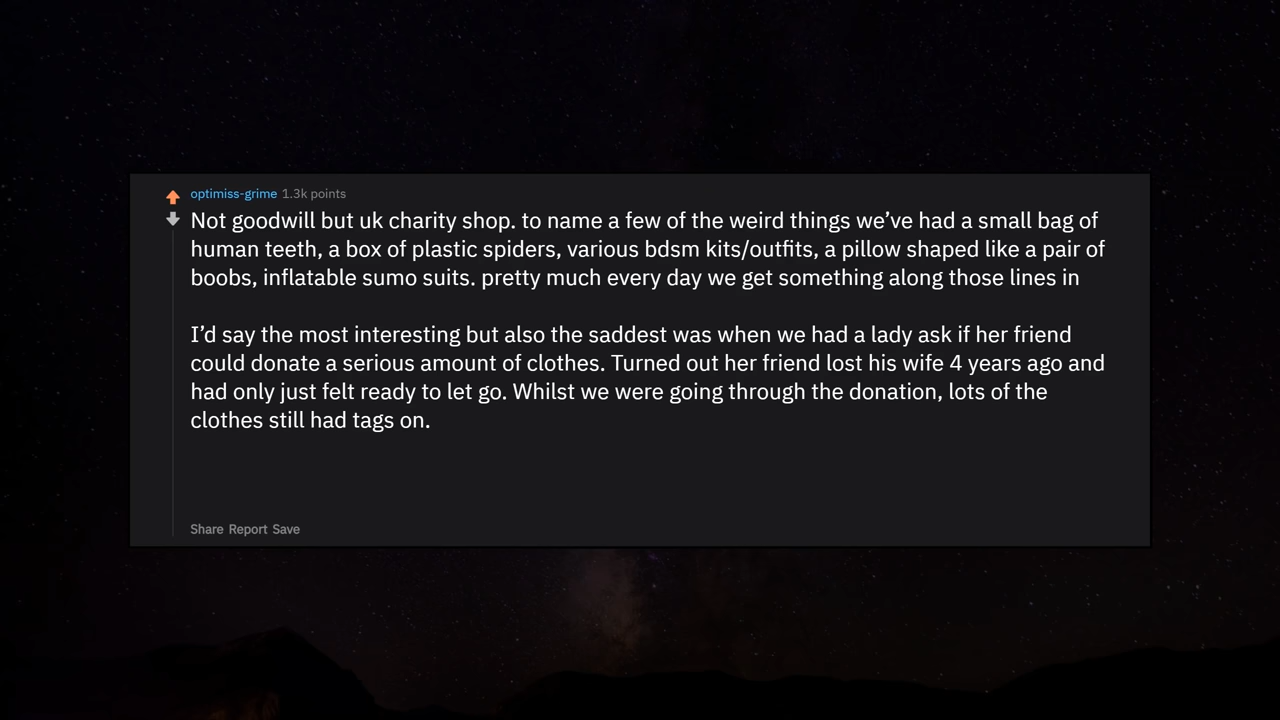 optimiss-grime 1.3k points
Not goodwill but uk charity shop. to name a few of the weird things we’ve had a small bag of
human teeth, a box of plastic spiders, various bdsm kits/outfits, a pillow shaped like a pair of
boobs, inflatable sumo suits. pretty much every day we get something along those lines in
I’d say the most interesting but also the saddest was when we had a lady ask if her friend
could donate a serious amount of clothes. Turned out her friend lost his wife 4 years ago and
had only just felt ready to let go. Whilst we were going through the donation, lots of the
clothes still had tags on.
Share Report Save